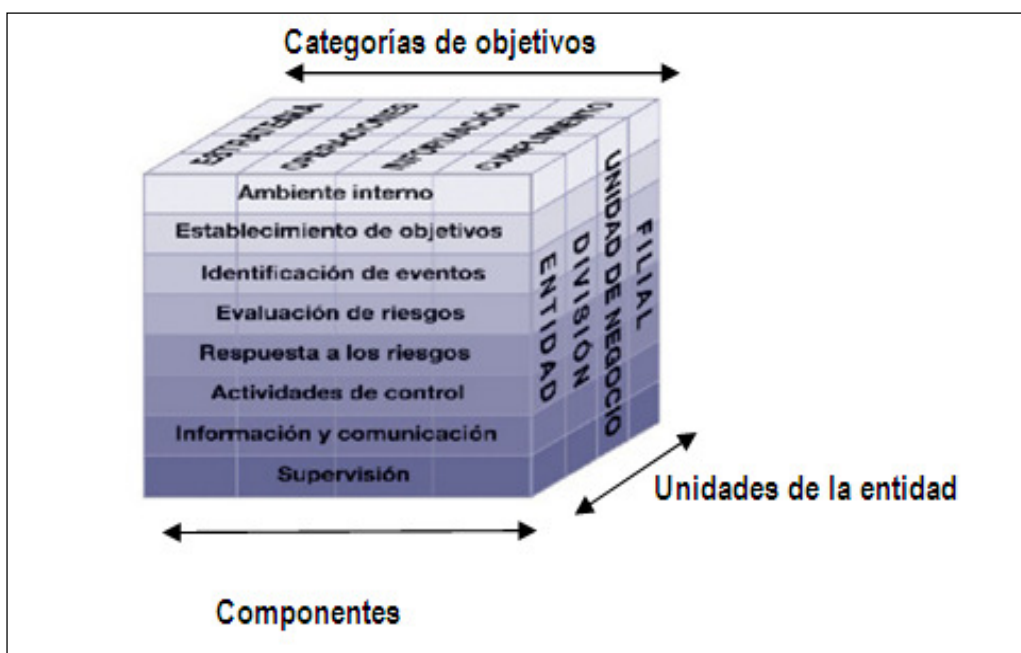 Categorías de objetivos
ESTRATEGIA
OPERACIONES
INFORMACIÓN
CUMPLIMIENTO
Ambiente interno
Establecimiento de objetivos
Identificación de eventos
Evaluación de riesgos
Respuesta a los riesgos
Actividades de control
Información y comunicación
Supervisión
ENTIDAD
DIVISIÓN
UNIDAD DE NEGOCIO
FILIAL
Unidades de la entidad
Componentes